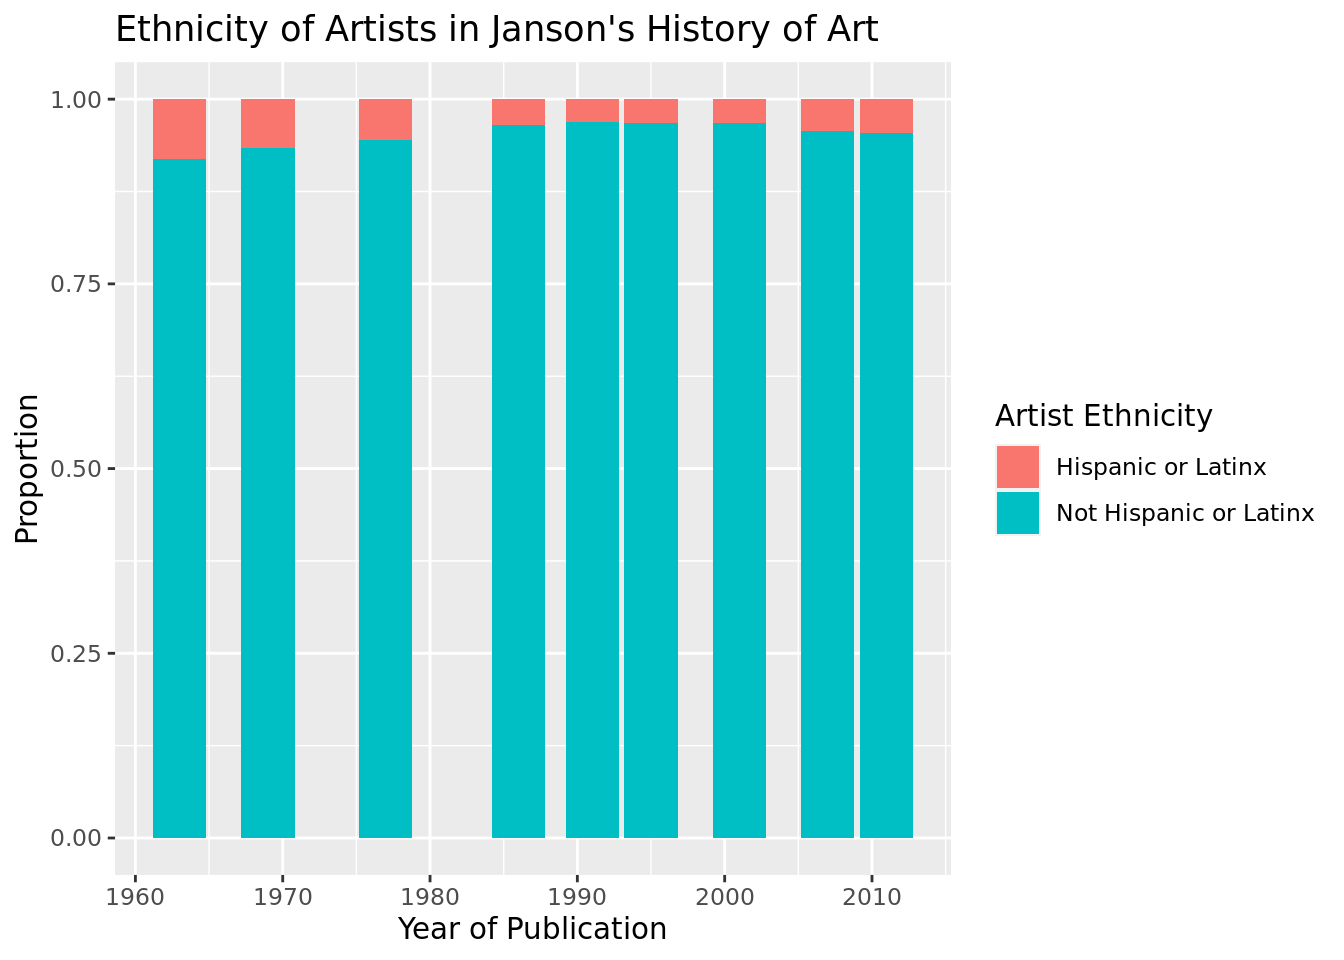 Ethnicity of Artists in Janson's History of Art
1.00
0.75
0.50
0.25
0.00
Proportion
1960 1970 1980 1990 2000 2010
Year of Publication
Artist Ethnicity
Hispanic or Latinx
Not Hispanic or Latinx